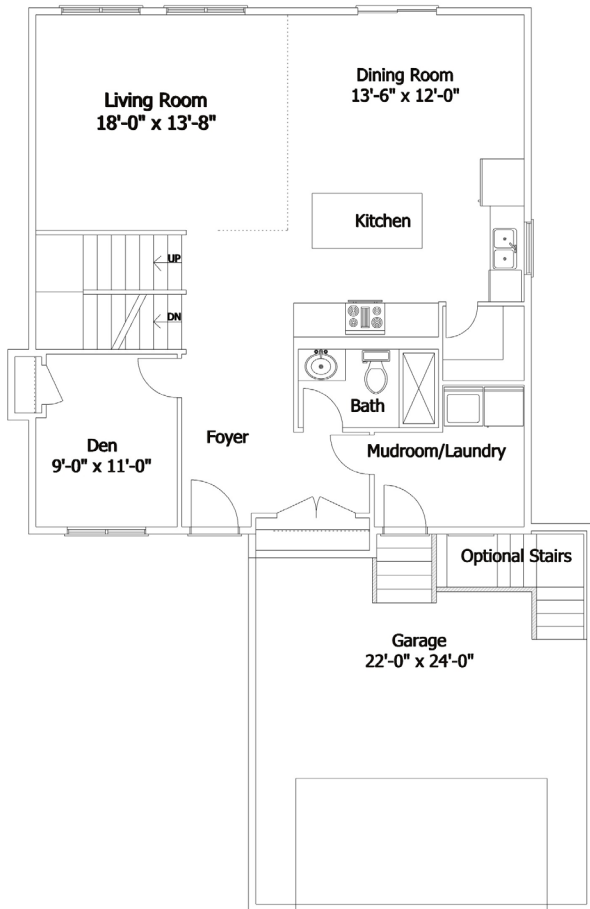 Living Room
18'-0" x 13'-8"
Dining Room
13'-6" x 12'-0"
Kitchen
UP
DN
Den
9'-0" x 11'-0"
Foyer
Bath
Mudroom/Laundry
Optional Stairs
Garage
22'-0" x 24'-0"